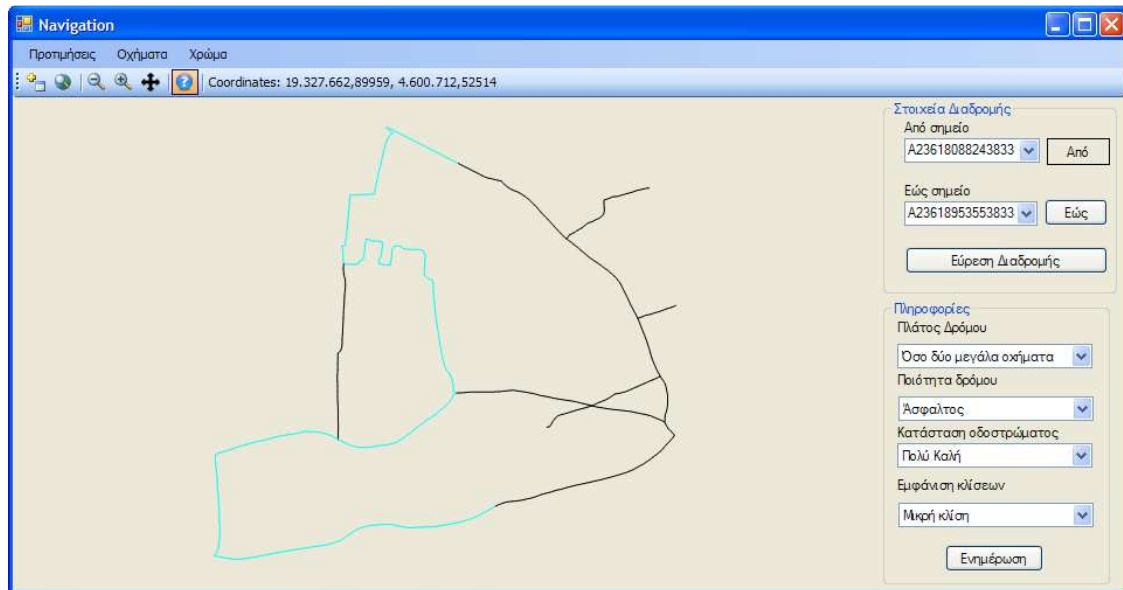 Navigation
Προτιμήσεις Οχήματα Χρώμα
Coordinates: 19.327.662,89959, 4.600.712,52514
Στοιχεία Διαδρομής
Από σημείο
A23618088243833 Από
Εώς σημείο
A23618953553833 Εώς
Εύρεση Διαδρομής
Πληροφορίες
Πλάτος Δρόμου
Όσο δύο μεγάλα οχήματα
Ποιότητα δρόμου
Άσφαλτος
Κατάσταση οδοστρώματος
Πολύ Καλή
Εμφάνιση κλίσεων
Μικρή κλίση
Ενημέρωση